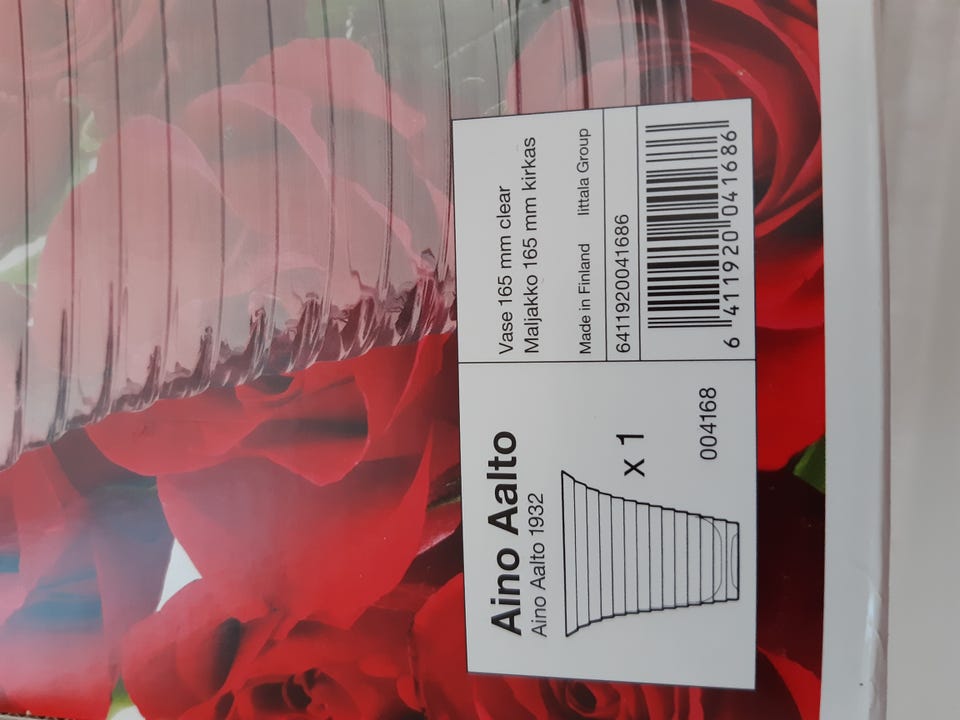 Aino Aalto
Aino Aalto 1932
x 1
004168
Vase 165 mm clear
Maljakko 165 mm kirkas
Made in Finland Iittala Group
6411920041686
6 411920 041686